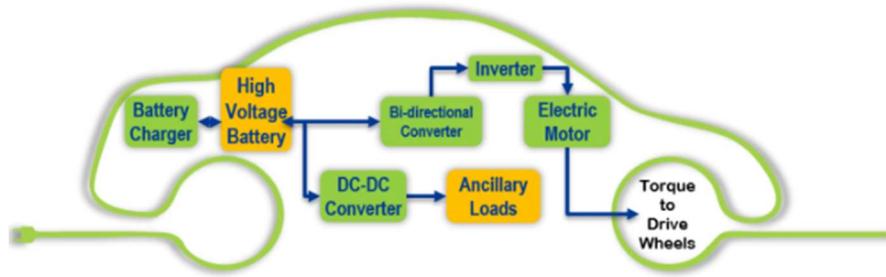 Battery
Charger
High
Voltage
Battery
Bi-directional
Converter
Inverter
Electric
Motor
DC-DC
Converter
Ancillary
Loads
Torque
to
Drive
Wheels